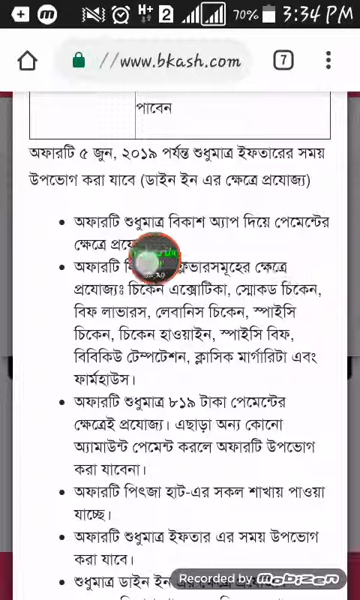 H+
2
70%
3:34 PM
https://www.bkash.com
7
পাবেন
অফারটি ৫ জুন, ২০১৯ পর্যন্ত শুধুমাত্র ইফতারের সময়
উপভোগ করা যাবে (ডাইন ইন এর ক্ষেত্রে প্রযোজ্য)
অফারটি শুধুমাত্র বিকাশ অ্যাপ দিয়ে পেমেন্টের
ক্ষেত্রে
অফারটি
প্রযোজ্যঃ চিকেন এক্সোটিকা, স্মোকড চিকেন,
বিফ লাভারস, লেবানিস চিকেন, স্পাইসি
চিকেন, চিকেন হাওয়াইন, স্পাইসি বিফ,
বিবিকিউ টেম্পটেশন, ক্লাসিক মার্গারিটা এবং
ফার্মহাউস।
অফারটি শুধুমাত্র ৮১৯ টাকা পেমেন্টের
ক্ষেত্রেই প্রযোজ্য। এছাড়া অন্য কোনো
অ্যামাউন্ট পেমেন্ট করলে অফারটি উপভোগ
করা যাবেনা।
অফারটি পিৎজা হাট-এর সকল শাখায় পাওয়া
যাচ্ছে।
অফারটি শুধুমাত্র ইফতার এর সময় উপভোগ
করা যাবে।
শুধুমাত্র ডাইন ইন
Recorded by Mobizen